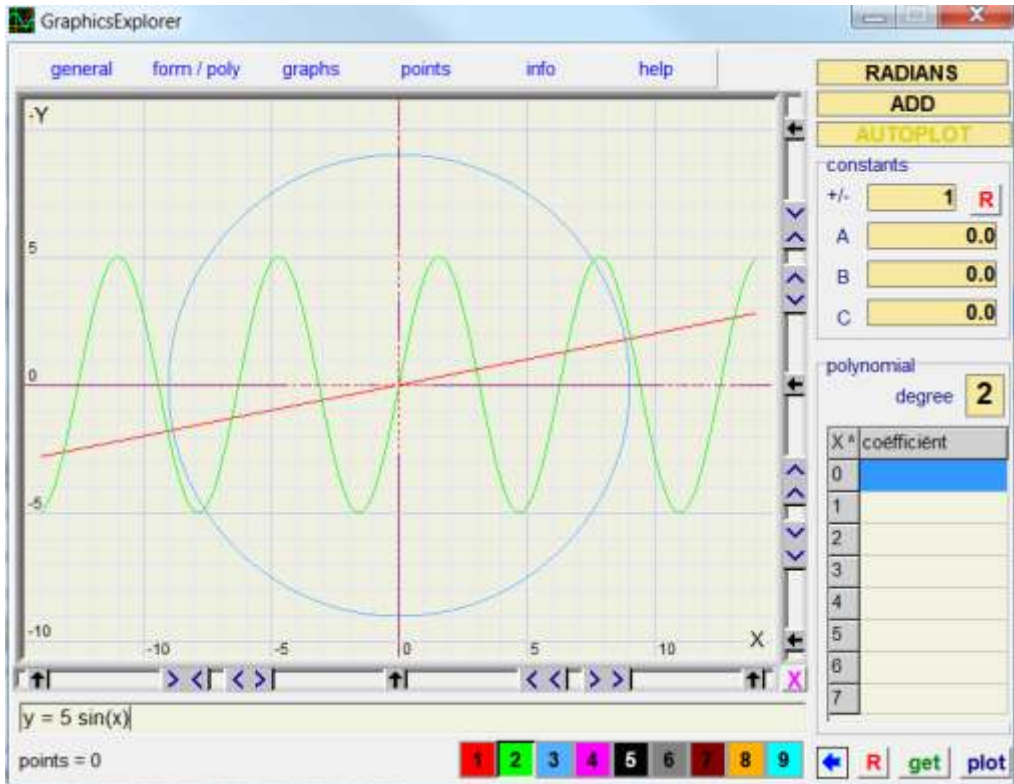 GraphicsExplorer
general form / poly graphs points info help
RADIANS
ADD
AUTOPLOT
constants
+/- 1 R
A 0.0
B 0.0
C 0.0
polynomial
degree 2
X^ coëfficient
0
1
2
3
4
5
6
7
-Y
5
0
-5
-10
-10 -5 0 5 10 X
X
y = 5 sin(x)
points = 0
1 2 3 4 5 6 7 8 9
R get plot